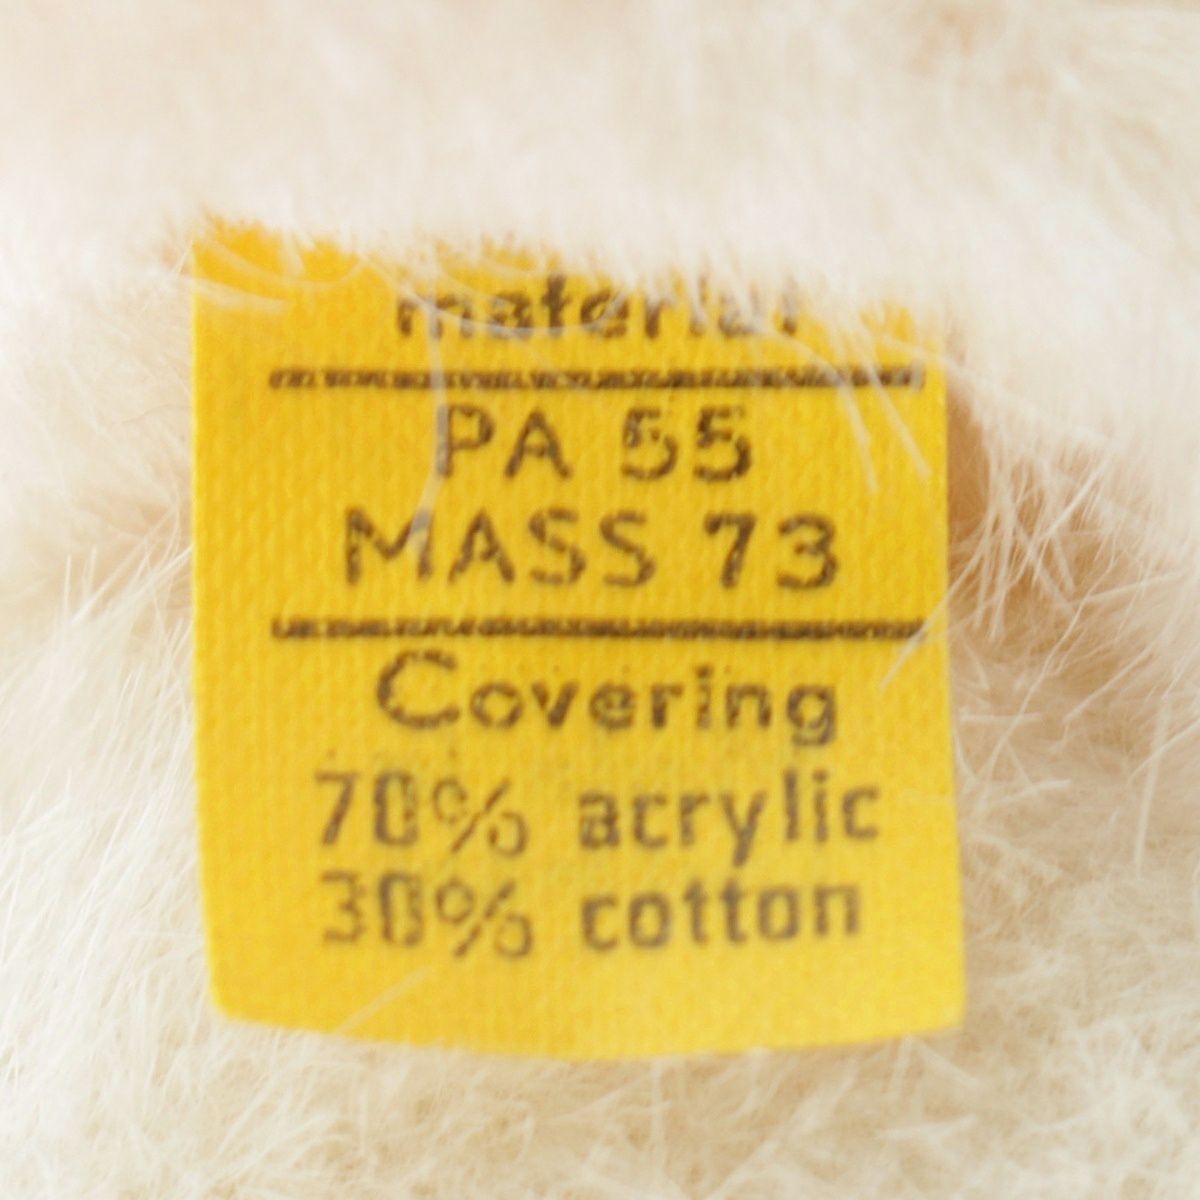 material
PA 55
MASS 73
Covering
70% acrylic
30% cotton